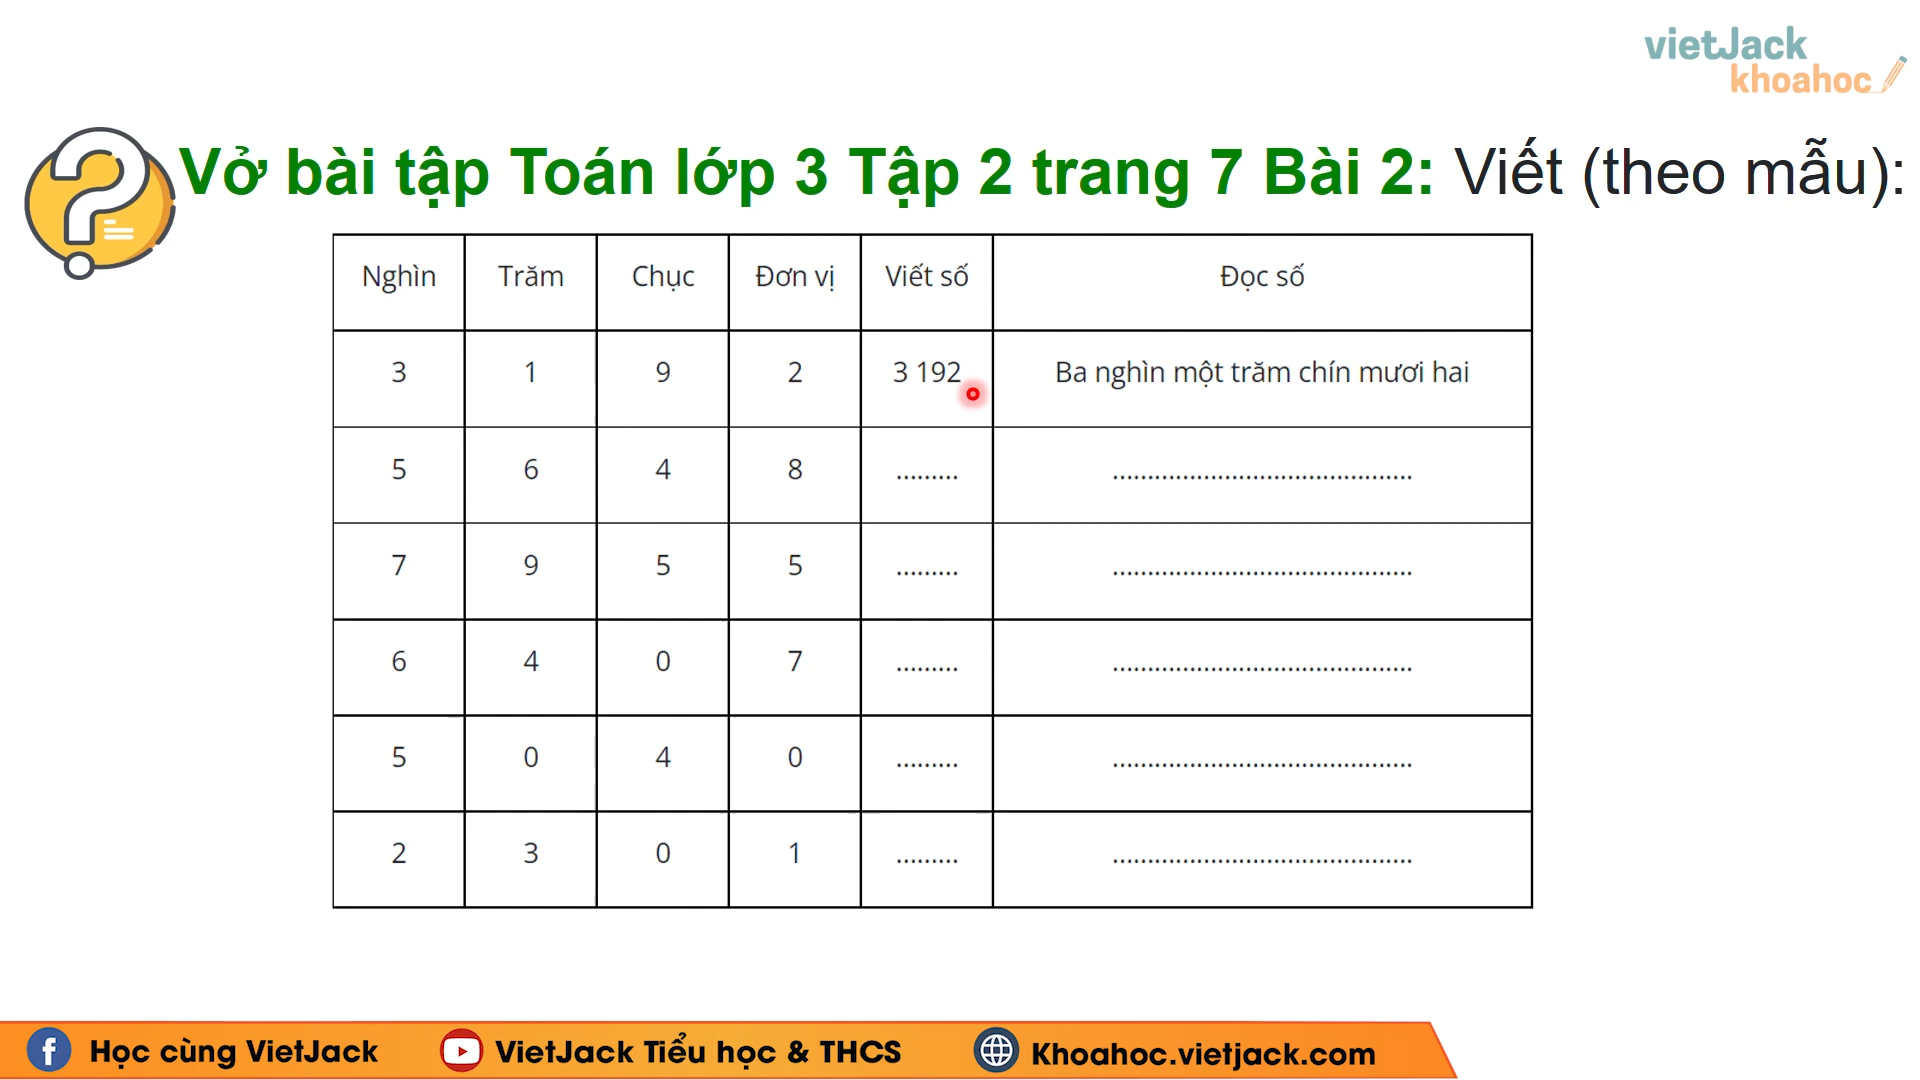 vietJack
khoahoc
Vở bài tập Toán lớp 3 Tập 2 trang 7 Bài 2: Viết (theo mẫu):
Nghìn Trăm Chục Đơn vị Viết số Đọc số
3 1 9 2 3 192 Ba nghìn một trăm chín mươi hai
5 6 4 8 ......... ...........................................
7 9 5 5 ......... ...........................................
6 4 0 7 ......... ...........................................
5 0 4 0 ......... ...........................................
2 3 0 1 ......... ...........................................
Học cùng VietJack VietJack Tiểu học & THCS Khoahoc.vietjack.com